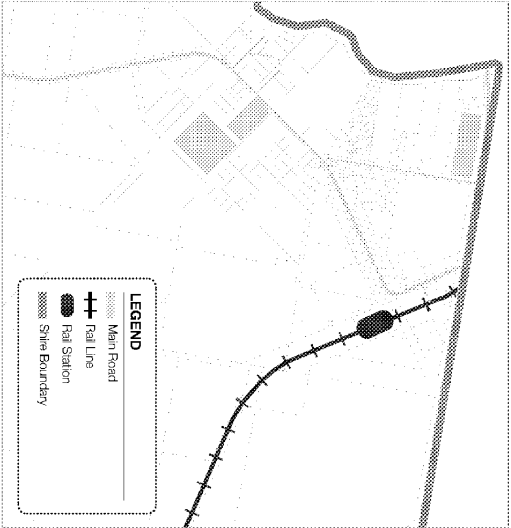 LEGEND
Main Road
Rail Line
Rail Station
Shire Boundary